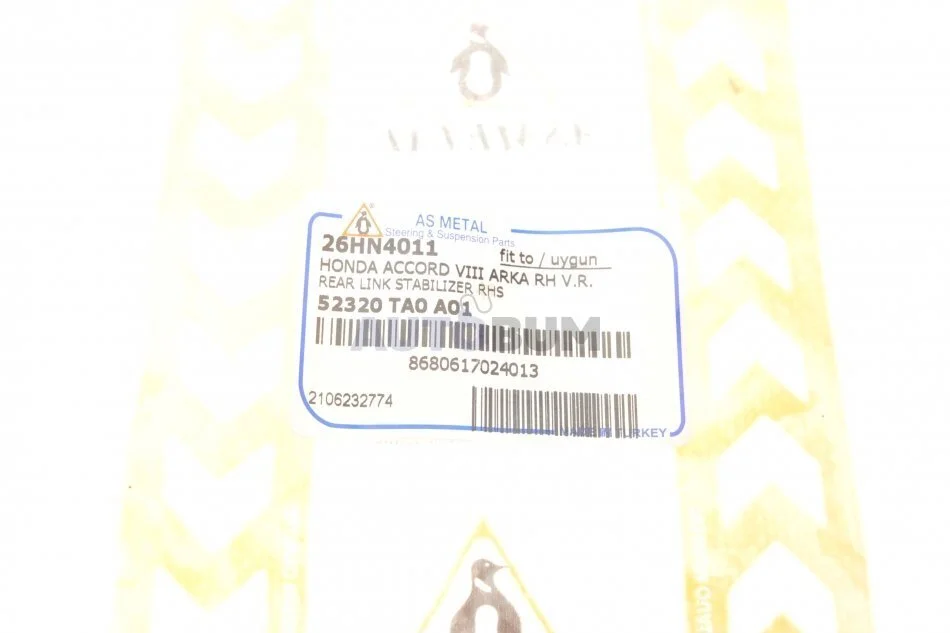 AS METAL
Steering & Suspension Parts
26HN4011
fit to / uygun
HONDA ACCORD VIII ARKA RH V.R.
REAR LINK STABILIZER RHS
52320 TA0 A01
AUTOBUM
8680617024013
2106232774
MADE IN TURKEY